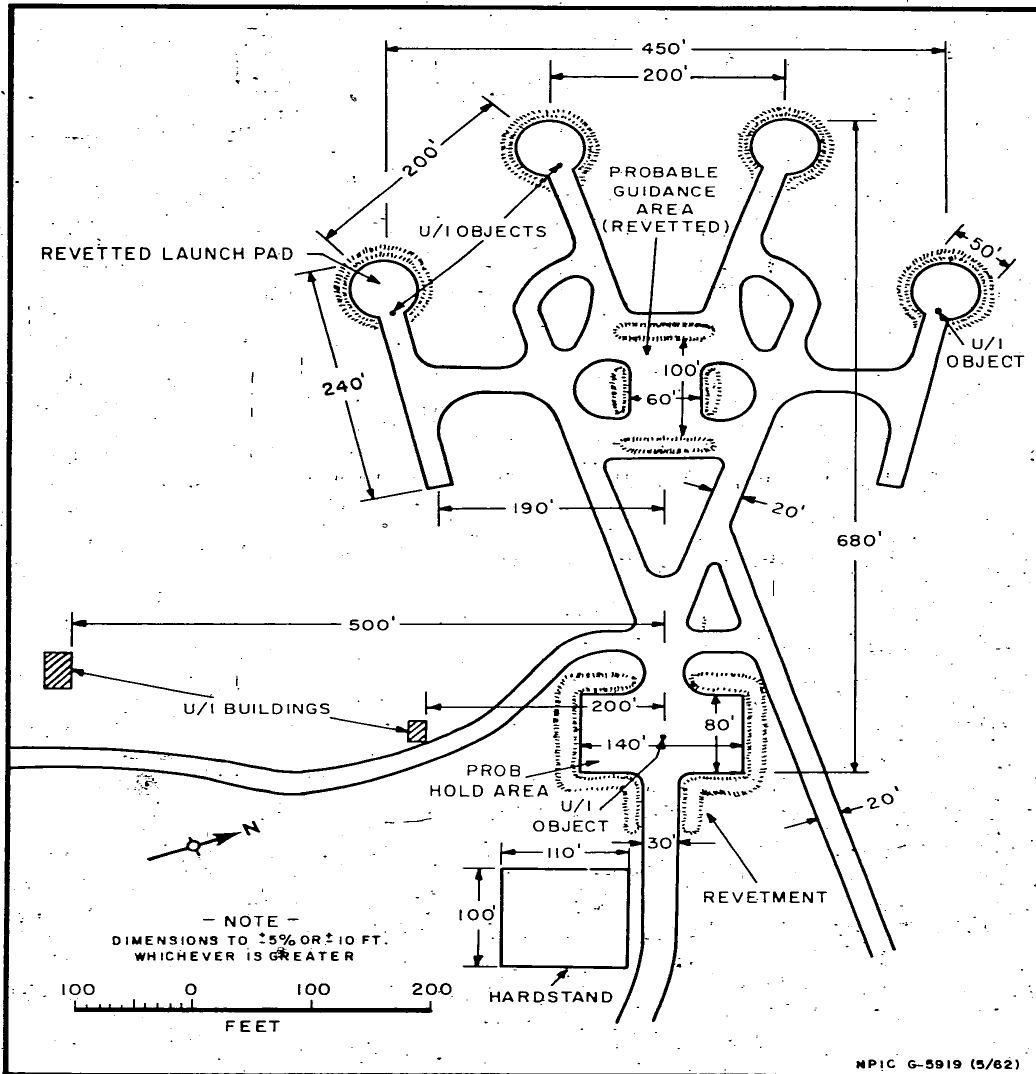 450'
200'
200'
PROBABLE
GUIDANCE
AREA
(REVETTED)
U/I OBJECTS
REVETTED LAUNCH PAD
50'
U/I
OBJECT
240'
100'
60'
190'
20'
680'
500'
U/I BUILDINGS
200'
80'
140'
PROB
HOLD AREA
U/I
OBJECT
20'
N
30'
110'
REVETMENT
100'
- NOTE -
DIMENSIONS TO ±5% OR ±10 FT.
WHICHEVER IS GREATER
HARDSTAND
100 0 100 200
FEET
NPIC G-5919 (5/62)